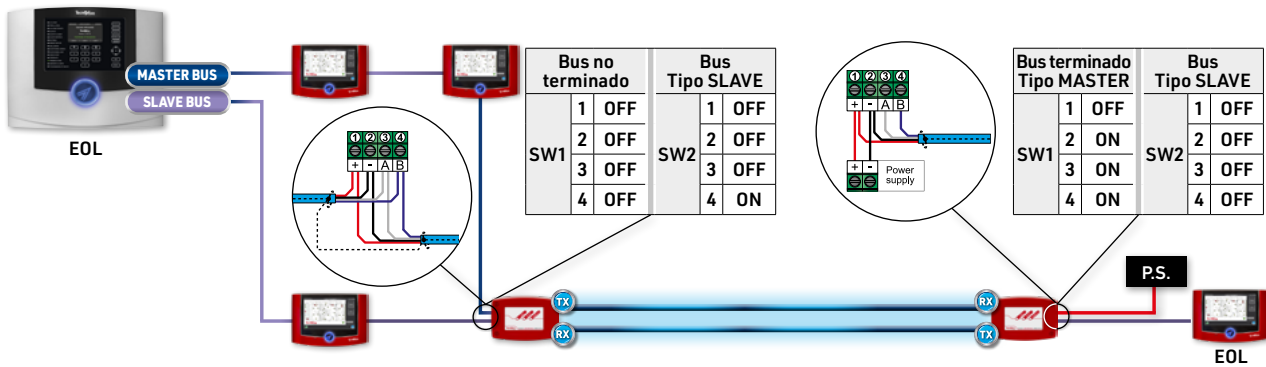 MASTER BUS
SLAVE BUS
EOL
1 2 3 4
+ - A B
Bus no terminado
Bus Tipo SLAVE
SW1
1 OFF
2 OFF
3 OFF
4 OFF
SW2
1 OFF
2 OFF
3 OFF
4 ON
1 2 3 4
+ - A B
+ -
Power
supply
Bus terminado
Tipo MASTER
Bus
Tipo SLAVE
SW1
1 OFF
2 ON
3 ON
4 ON
SW2
1 OFF
2 OFF
3 OFF
4 OFF
TX
RX
RX
TX
P.S.
EOL